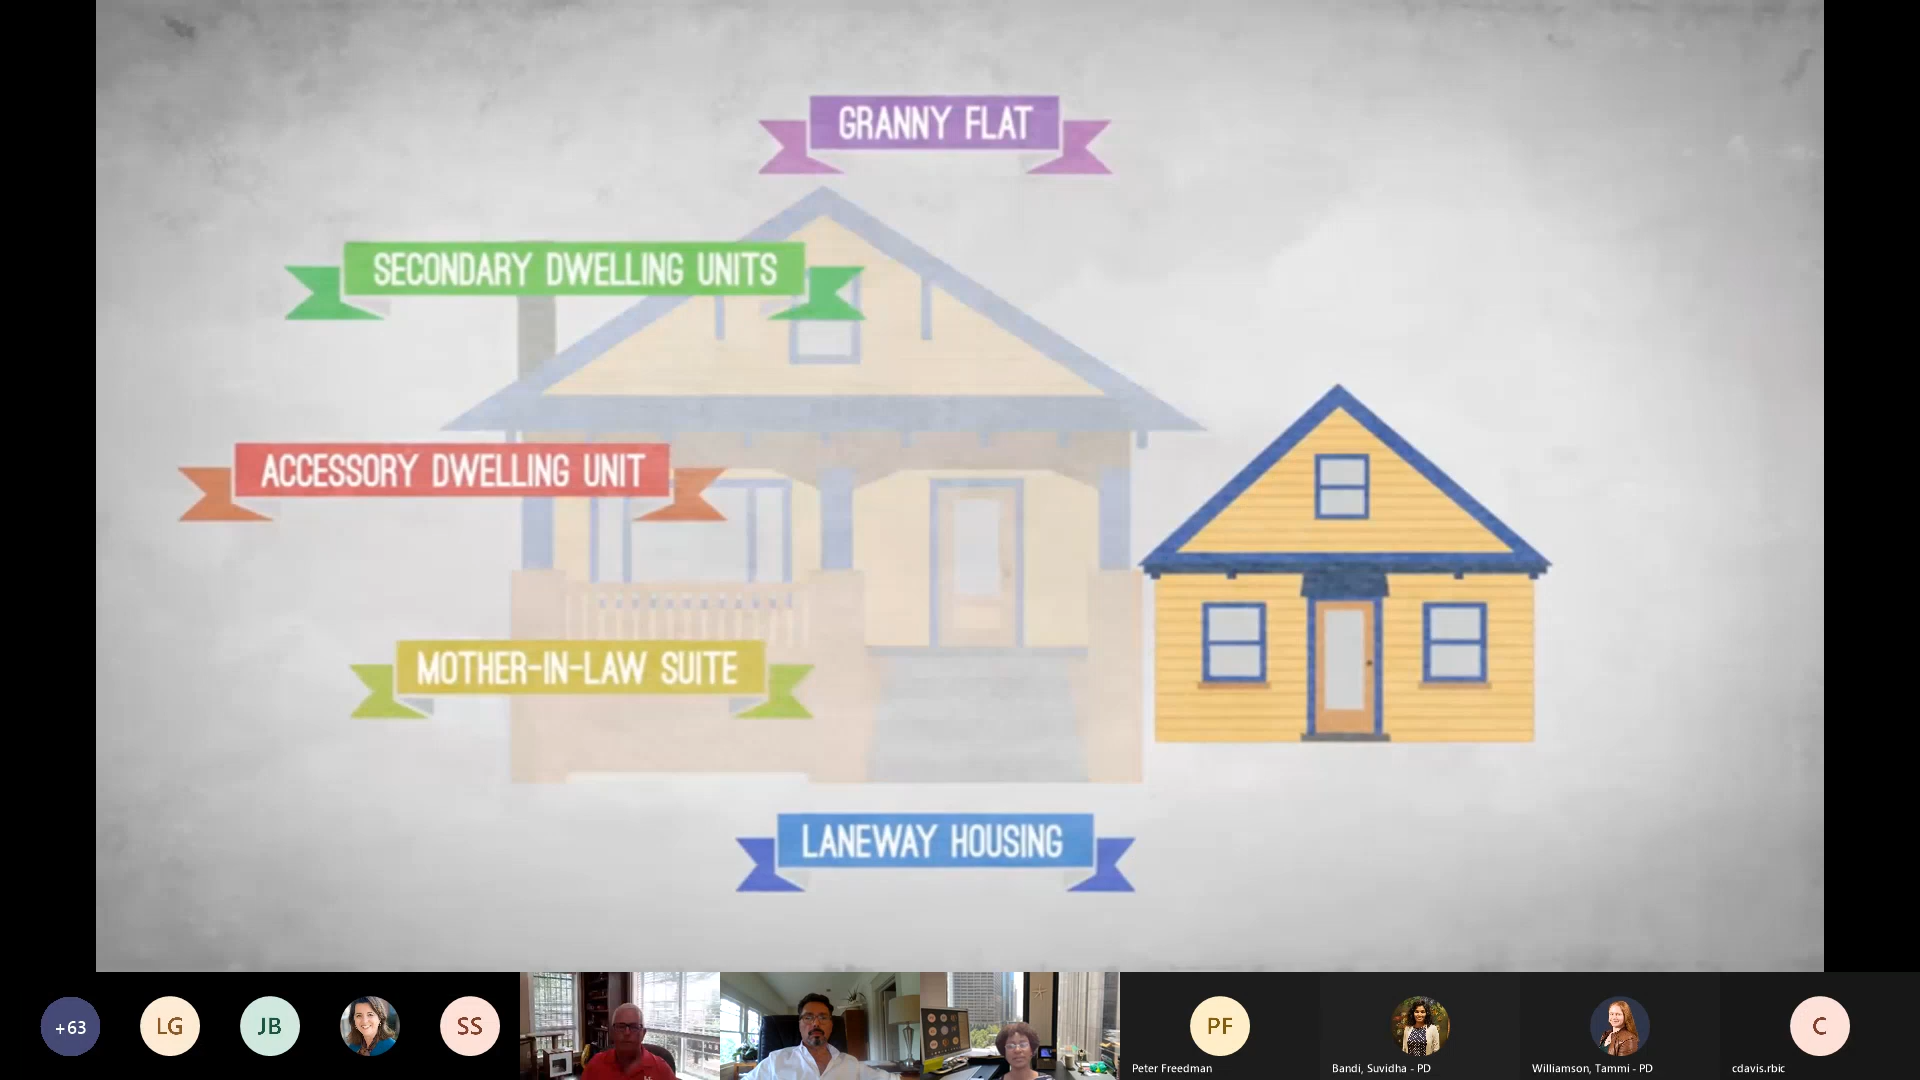 GRANNY FLAT
SECONDARY DWELLING UNITS
ACCESSORY DWELLING UNIT
MOTHER-IN-LAW SUITE
LANEWAY HOUSING
+63
LG
JB
SS
PF
C
Peter Freedman
Bandi, Suvidha - PD
Williamson, Tammi - PD
cdavis.rbic